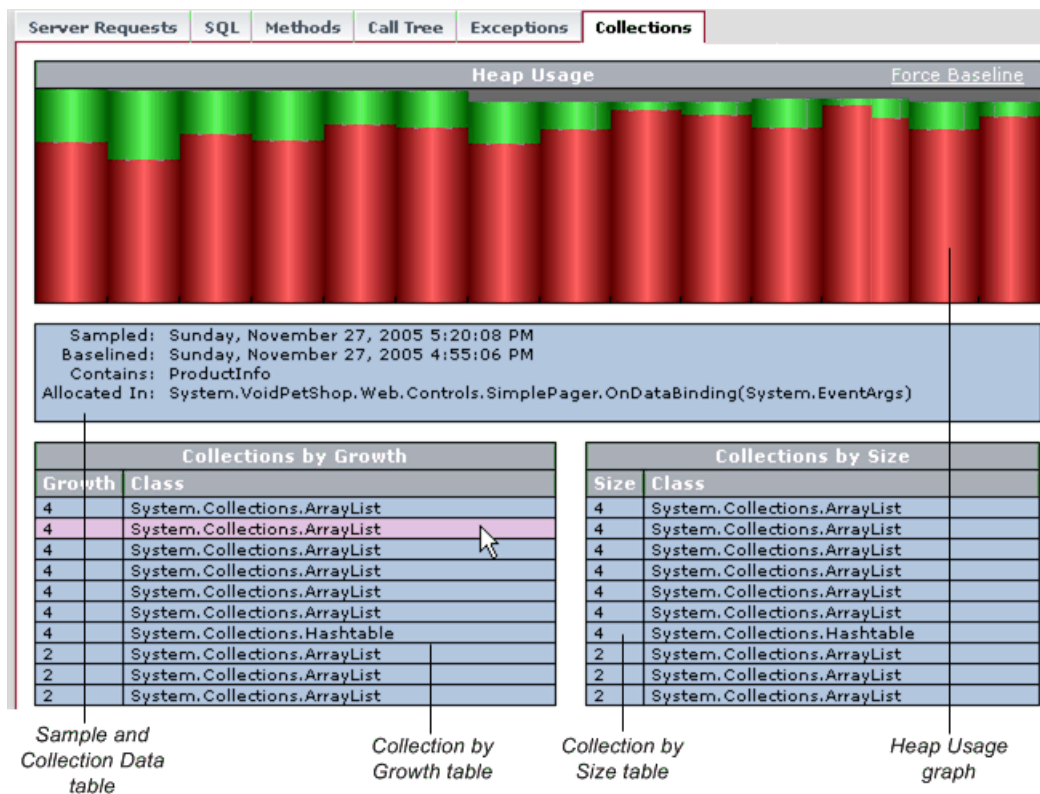 Server Requests SQL Methods Call Tree Exceptions Collections
Heap Usage Force Baseline
Sampled: Sunday, November 27, 2005 5:20:08 PM
Baselined: Sunday, November 27, 2005 4:55:06 PM
Contains: ProductInfo
Allocated In: System.VoidPetShop.Web.Controls.SimplePager.OnDataBinding(System.EventArgs)
Collections by Growth
Growth Class
4 System.Collections.ArrayList
4 System.Collections.ArrayList
4 System.Collections.ArrayList
4 System.Collections.ArrayList
4 System.Collections.ArrayList
4 System.Collections.ArrayList
4 System.Collections.Hashtable
2 System.Collections.ArrayList
2 System.Collections.ArrayList
2 System.Collections.ArrayList
Collections by Size
Size Class
4 System.Collections.ArrayList
4 System.Collections.ArrayList
4 System.Collections.ArrayList
4 System.Collections.ArrayList
4 System.Collections.ArrayList
4 System.Collections.ArrayList
4 System.Collections.Hashtable
2 System.Collections.ArrayList
2 System.Collections.ArrayList
2 System.Collections.ArrayList
Sample and
Collection Data
table
Collection by
Growth table
Collection by
Size table
Heap Usage
graph